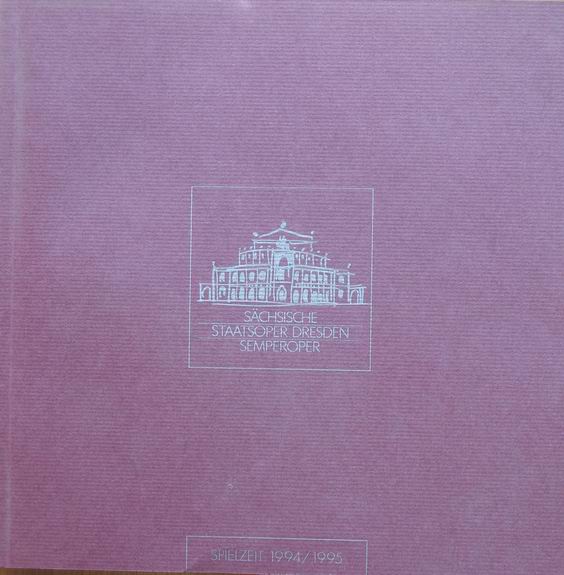 SÄCHSISCHE
STAATSOPER DRESDEN
SEMPEROPER
SPIELZEIT 1994/1995